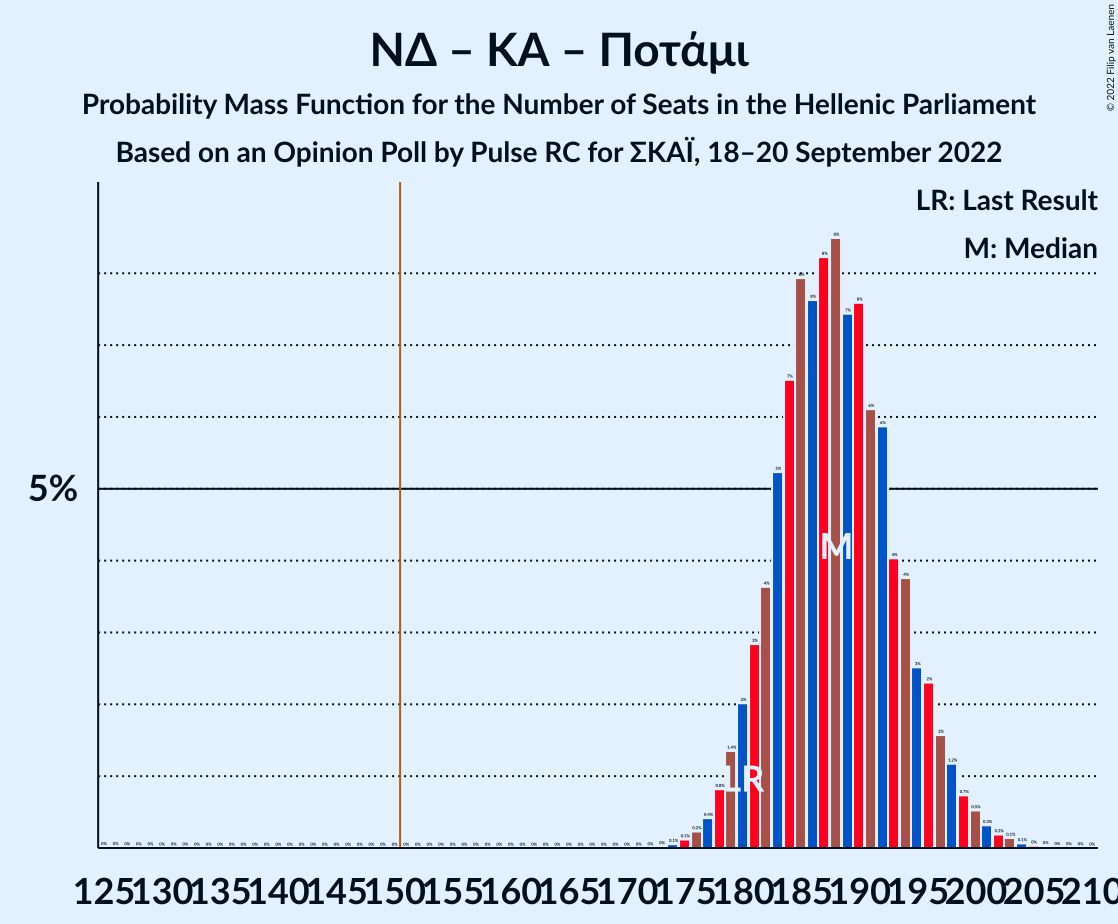 ΝΔ – ΚΑ – Ποτάμι
Probability Mass Function for the Number of Seats in the Hellenic Parliament
Based on an Opinion Poll by Pulse RC for ΣΚΑΪ, 18–20 September 2022
© 2022 Filip van Laenen
LR: Last Result
M: Median
5%
M
LR
125 130 135 140 145 150 155 160 165 170 175 180 185 190 195 200 205 210